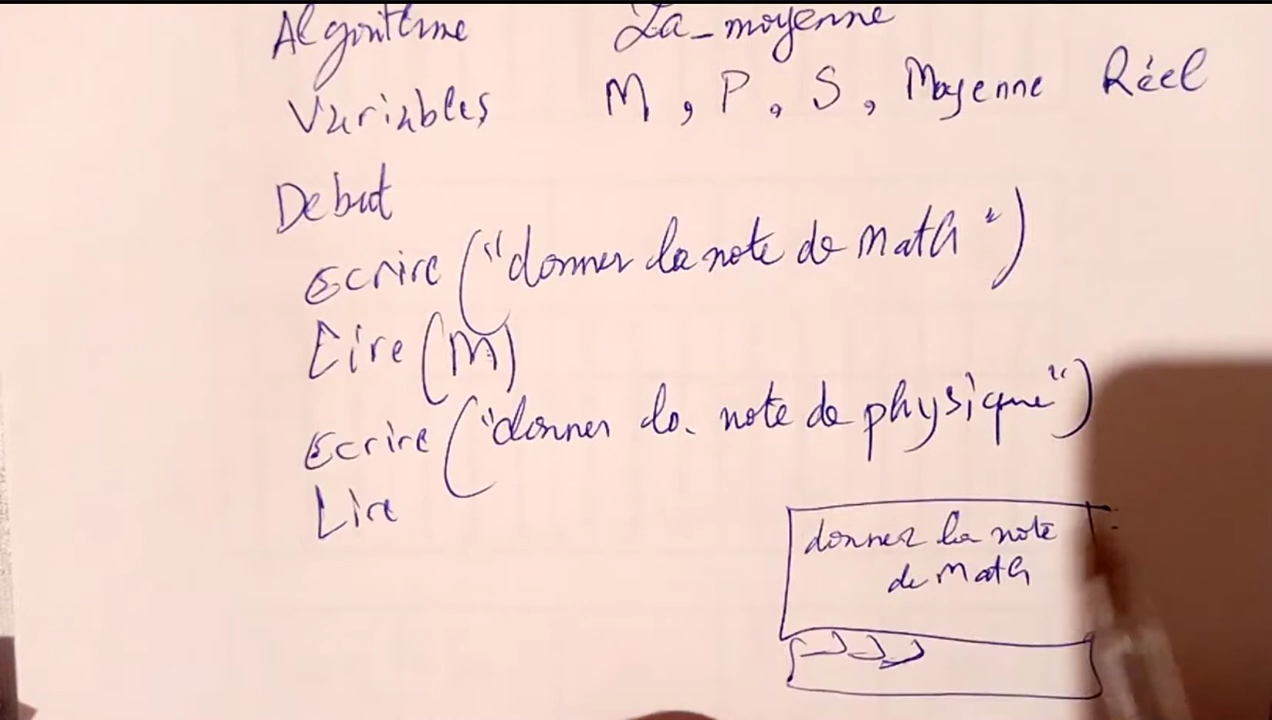 Algorithme La_moyenne
Variables M, P, S, Moyenne Réel
Debut
Ecrire ("donner la note de math")
Lire (M)
Ecrire ("donner la note de physique")
Lire
donner la note
de math